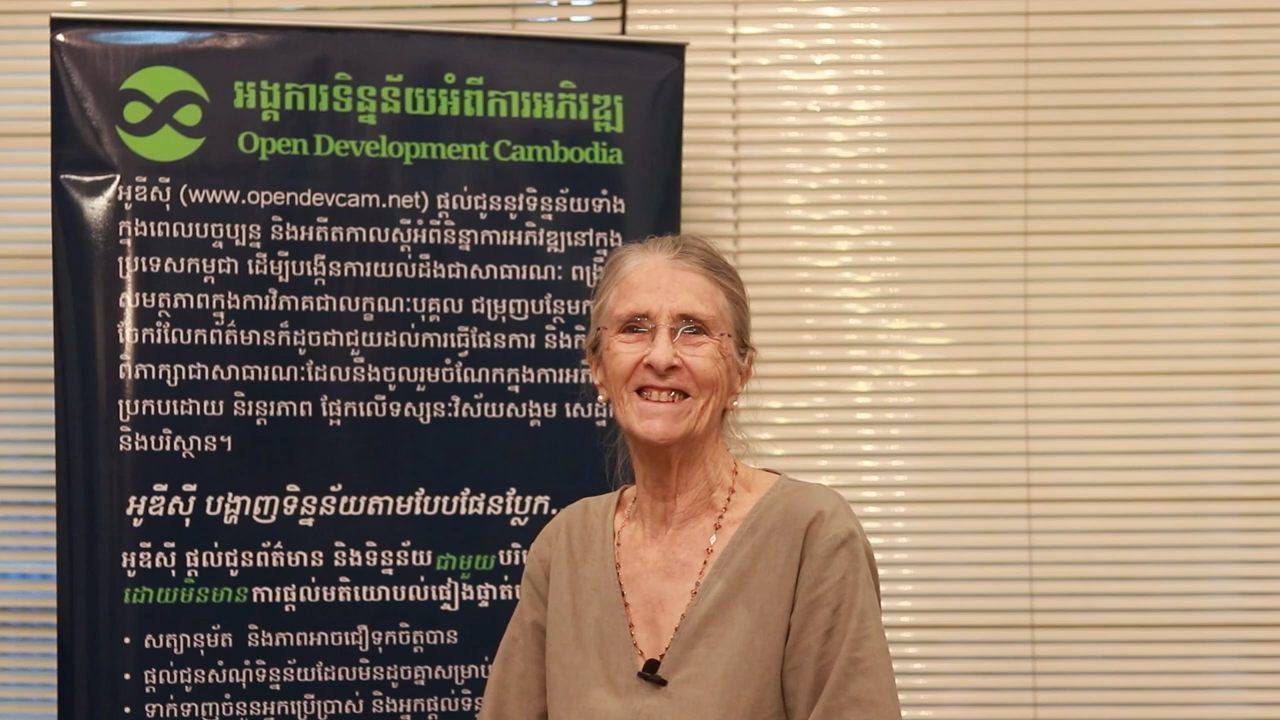 អង្គការទិន្នន័យអំពីការអភិវឌ្ឍ
Open Development Cambodia
អូឌីស៊ី (www.opendevcam.net) ផ្តល់ជូននូវទិន្នន័យទាំង
ក្នុងពេលបច្ចុប្បន្ន និងអតីតកាលស្តីអំពីនិន្នាការអភិវឌ្ឍនៅក្នុង
ប្រទេសកម្ពុជា ដើម្បីបង្កើនការយល់ដឹងជាសាធារណៈ
សមត្ថភាពក្នុងការវិភាគជាលក្ខណៈបុគ្គល ជម្រុញបន្ថែម
ចែករំលែកព័ត៌មានក៏ដូចជាជួយដល់ការធ្វើផែនការ
ពិភាក្សាជាសាធារណៈដែលនឹងចូលរួមចំណែកក្នុងការ
ប្រកបដោយ និរន្តរភាព ផ្អែកលើទស្សនៈវិស័យសង្គម
និងបរិស្ថាន។
អូឌីស៊ី បង្ហាញទិន្នន័យតាមបែបផែនប្លែក..
អូឌីស៊ី ផ្តល់ជូនព័ត៌មាន និងទិន្នន័យ ជាមួយ
ដោយមិនមាន ការផ្តល់មតិយោបល់ផ្ទៀងផ្ទាត់
• សត្យានុម័ត និងភាពអាចជឿទុកចិត្តបាន
• ផ្តល់ជូនសំណុំទិន្នន័យដែលមិនដូចគ្នាសម្រាប់
• ទាក់ទាញចំនួនអ្នកប្រើប្រាស់ និងអ្នកផ្តល់